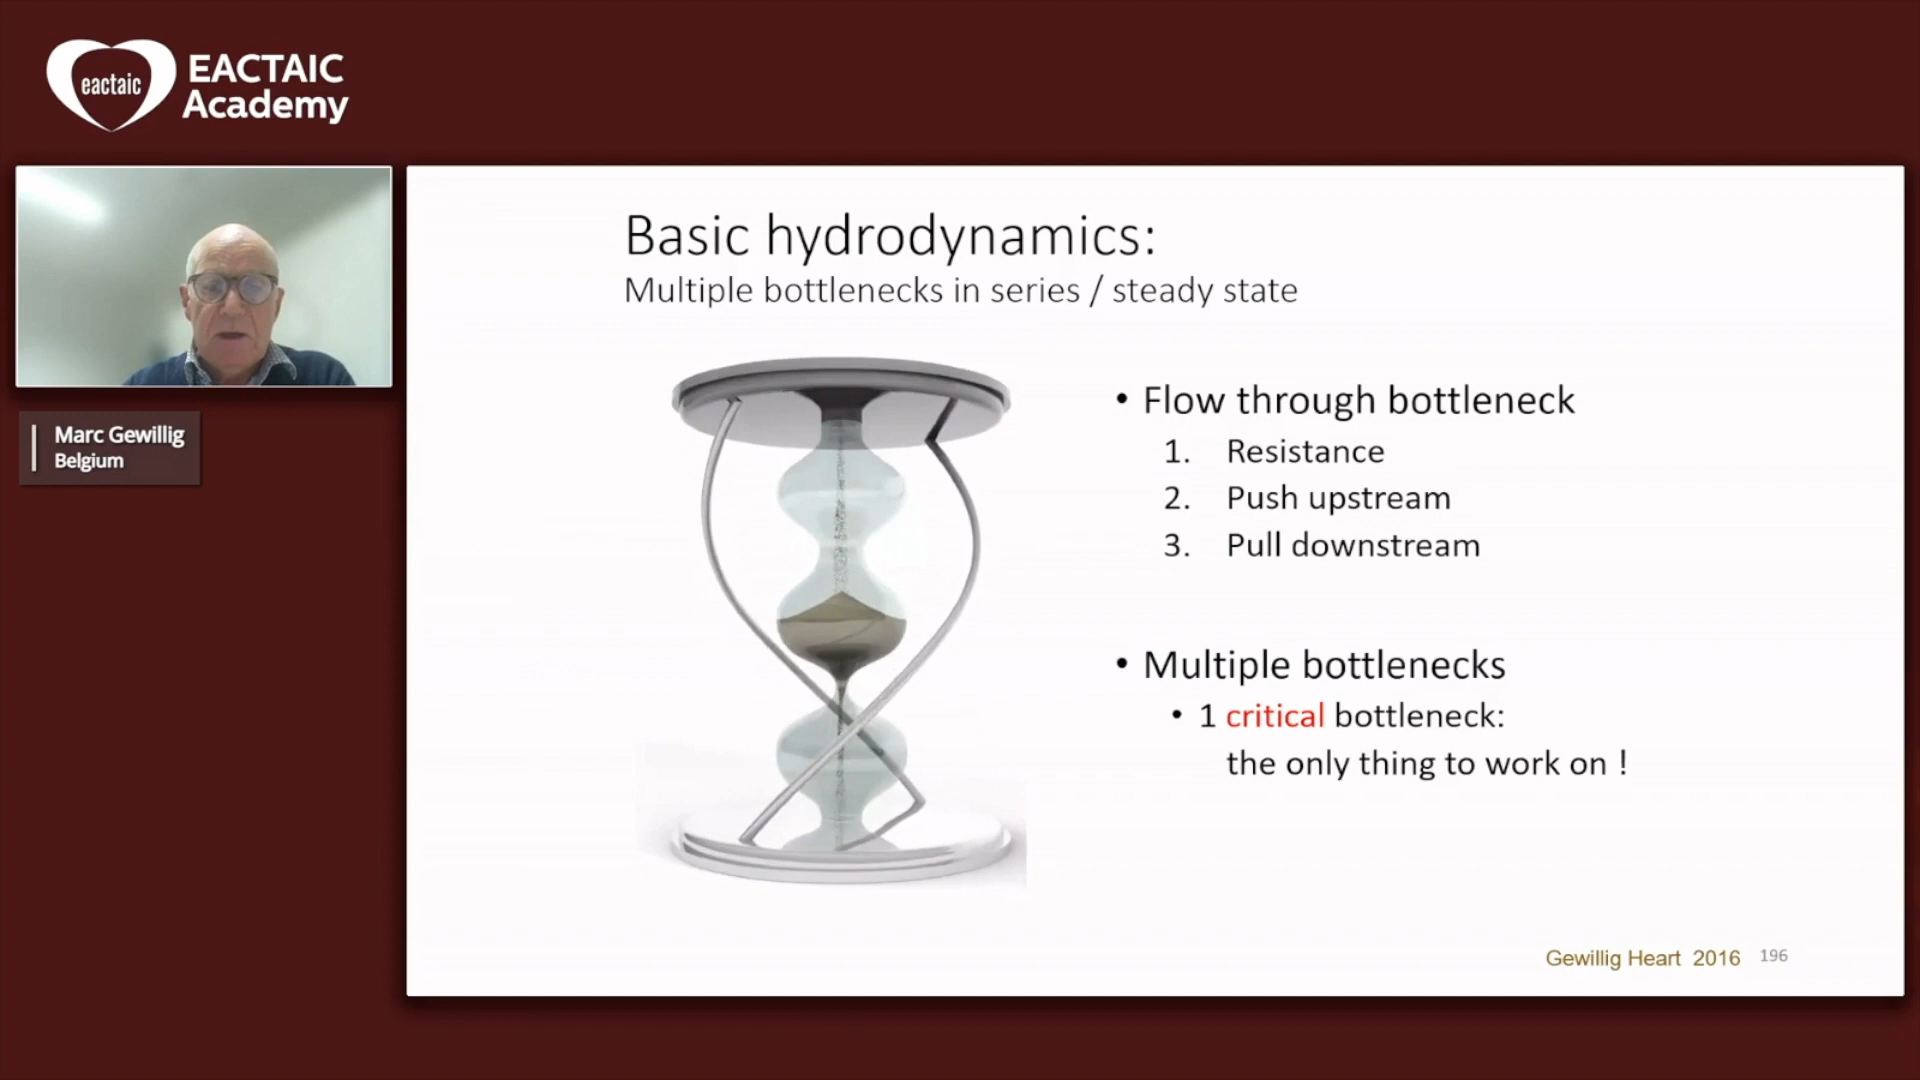 eactaic
EACTAIC
Academy
Marc Gewillig
Belgium
Basic hydrodynamics:
Multiple bottlenecks in series / steady state
• Flow through bottleneck
1. Resistance
2. Push upstream
3. Pull downstream
• Multiple bottlenecks
• 1 critical bottleneck:
the only thing to work on !
Gewillig Heart 2016 196